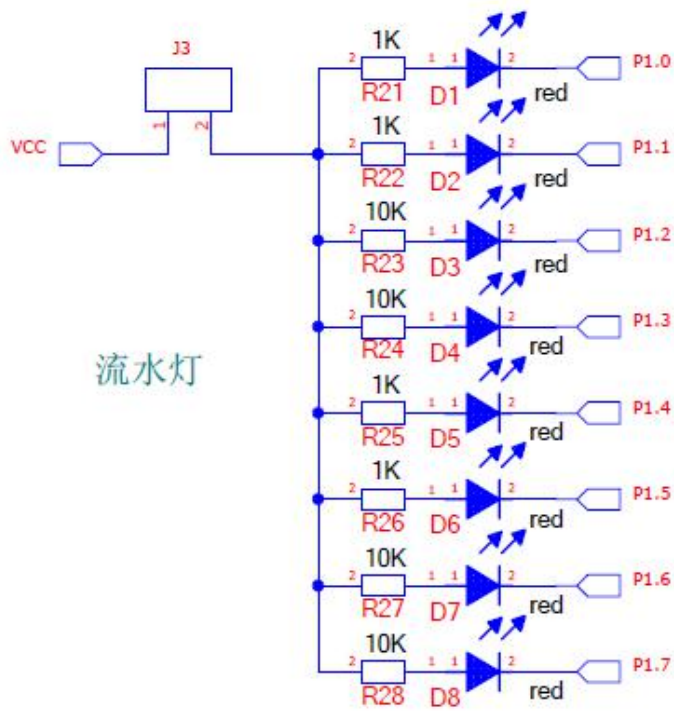 J3
1
2
VCC
1K
2 1 1 2
R21 D1 red
P1.0
1K
2 1 1 2
R22 D2 red
P1.1
10K
2 1 1 2
R23 D3 red
P1.2
10K
2 1 1 2
R24 D4 red
P1.3
流水灯
1K
2 1 1 2
R25 D5 red
P1.4
1K
2 1 1 2
R26 D6 red
P1.5
10K
2 1 1 2
R27 D7 red
P1.6
10K
2 1 1 2
R28 D8 red
P1.7